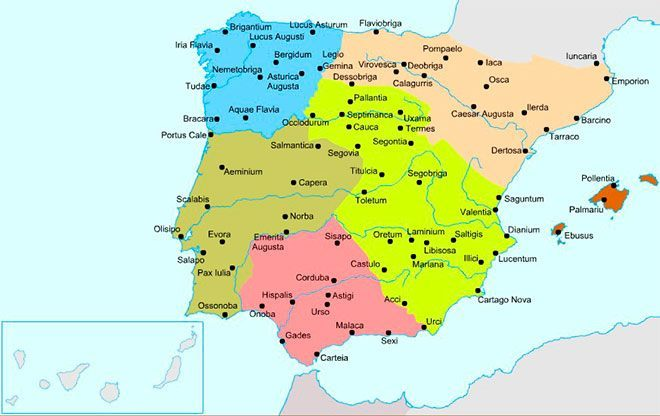 Brigantium
Lucus Asturum
Flaviobriga
Lucus Augusti
Iria Flavia
Bergidum
Legio
Gemina
Pompaelo
Virovesca
Deobriga
Iaca
Iuncaria
Nemetobriga
Asturica
Augusta
Dessobriga
Calagurris
Osca
Emporion
Tudae
Pallantia
Bracara
Aquae Flavia
Occlodurum
Septimanca
Uxama
Caesar Augusta
Ilerda
Barcino
Portus Cale
Cauca
Termes
Tarraco
Salmantica
Segovia
Segontia
Dertosa
Aeminium
Capera
Titulcia
Segobriga
Pollentia
Scalabis
Toletum
Saguntum
Palmariu
Norba
Valentia
Olisipo
Evora
Emerita
Augusta
Sisapo
Oretum
Laminium
Saltigis
Dianium
Ebusus
Salapo
Libisosa
Lucentum
Pax Iulia
Castulo
Mariana
Illici
Corduba
Ossonoba
Onoba
Hispalis
Astigi
Urso
Acci
Cartago Nova
Malaca
Sexi
Urci
Gades
Carteia